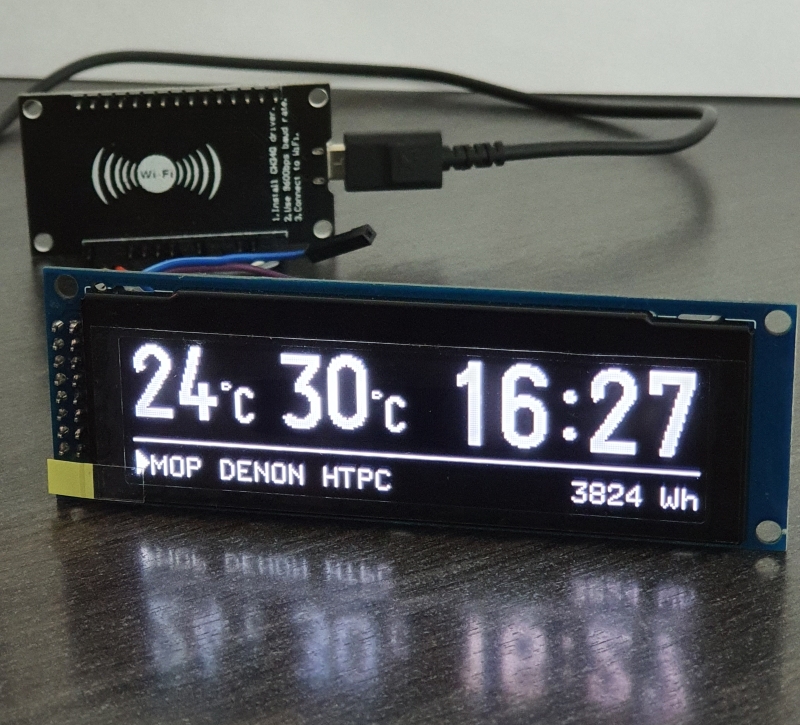 Wi-Fi
1.Install CH340 driver.
2.Use 9600bps baud rate.
3.Connect to WiFi.
24°C 30°C 16:27
MOP DENON HTPC
3824 Wh